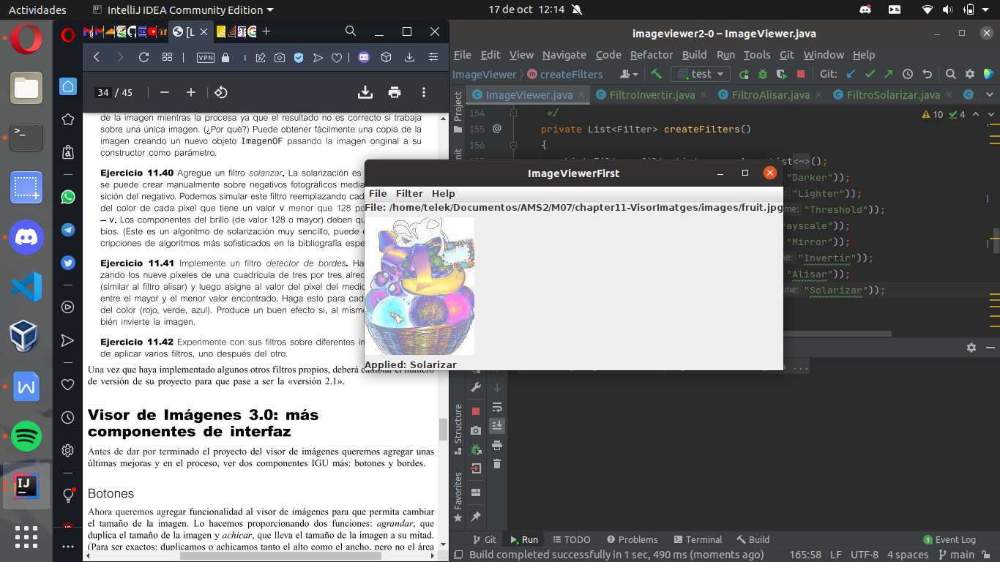 Actividades
IntelliJ IDEA Community Edition
17 de oct 12:14
[L
VPN
34 / 45
de la imagen mientras la procesa ya que el resultado no es correcto si trabaja
sobre una única imagen. (¿Por qué?) Puede obtener fácilmente una copia de la
imagen creando un nuevo objeto ImagenOF pasando la imagen original a su
constructor como parámetro.
Ejercicio 11.40 Agregue un filtro solarizar. La solarización es
se puede crear manualmente sobre negativos fotográficos media
sición del negativo. Podemos simular este filtro reemplazando cad
del color de cada píxel que tiene un valor v menor que 128 po
– v. Los componentes del brillo (de valor 128 o mayor) deben qu
bios. (Este es un algoritmo de solarización muy sencillo, puede e
cripciones de algoritmos más sofisticados en la bibliografía espe
Ejercicio 11.41 Implemente un filtro detector de bordes. Ha
zando los nueve píxeles de una cuadrícula de tres por tres alred
(similar al filtro alisar) y luego asigne al valor del píxel del medio
entre el mayor y el menor valor encontrado. Haga esto para cade
del color (rojo, verde, azul). Produce un buen efecto si, al mism
bién invierte la imagen.
Ejercicio 11.42 Experimente con sus filtros sobre diferentes in
de aplicar varios filtros, uno después del otro.
Una vez que haya implementado algunos otros filtros propios, deberá cambiar el número
de versión de su proyecto para que pase a ser la «versión 2.1».
Visor de Imágenes 3.0: más
componentes de interfaz
Antes de dar por terminado el proyecto del visor de imágenes queremos agregar unas
últimas mejoras y en el proceso, ver dos componentes IGU más: botones y bordes.
Botones
Ahora queremos agregar funcionalidad al visor de imágenes para que permita cambiar
el tamaño de la imagen. Lo hacemos proporcionando dos funciones: agrandar, que
duplica el tamaño de la imagen y achicar, que lleva el tamaño de la imagen a su mitad.
(Para ser exactos: duplicamos o achicamos tanto el alto como el ancho, pero no el área
imageviewer2-0 – ImageViewer.java
File Edit View Navigate Code Refactor Build Run Tools Git Window Help
ImageViewer createFilters
test
Git:
ImageViewer.java
FiltroInvertir.java
FiltroAlisar.java
FiltroSolarizar.java
Project
154 */
10 4
155 @ private List<Filter> createFilters()
156 {
<~>();
"Darker"));
"Lighter"));
"Threshold"));
rayscale"));
"Mirror"));
me: "Invertir"));
"Alisar"));
ame: "Solarizar"));
ImageViewerFirst
File Filter Help
File: /home/telek/Documentos/AMS2/M07/chapter11-VisorImatges/images/fruit.jpg
Applied: Solarizar
...
Structure
Favorites
Git
Run
TODO
Problems
Terminal
Build
1 Event Log
Build completed successfully in 1 sec, 490 ms (moments ago)
165:58 LF UTF-8 4 spaces main